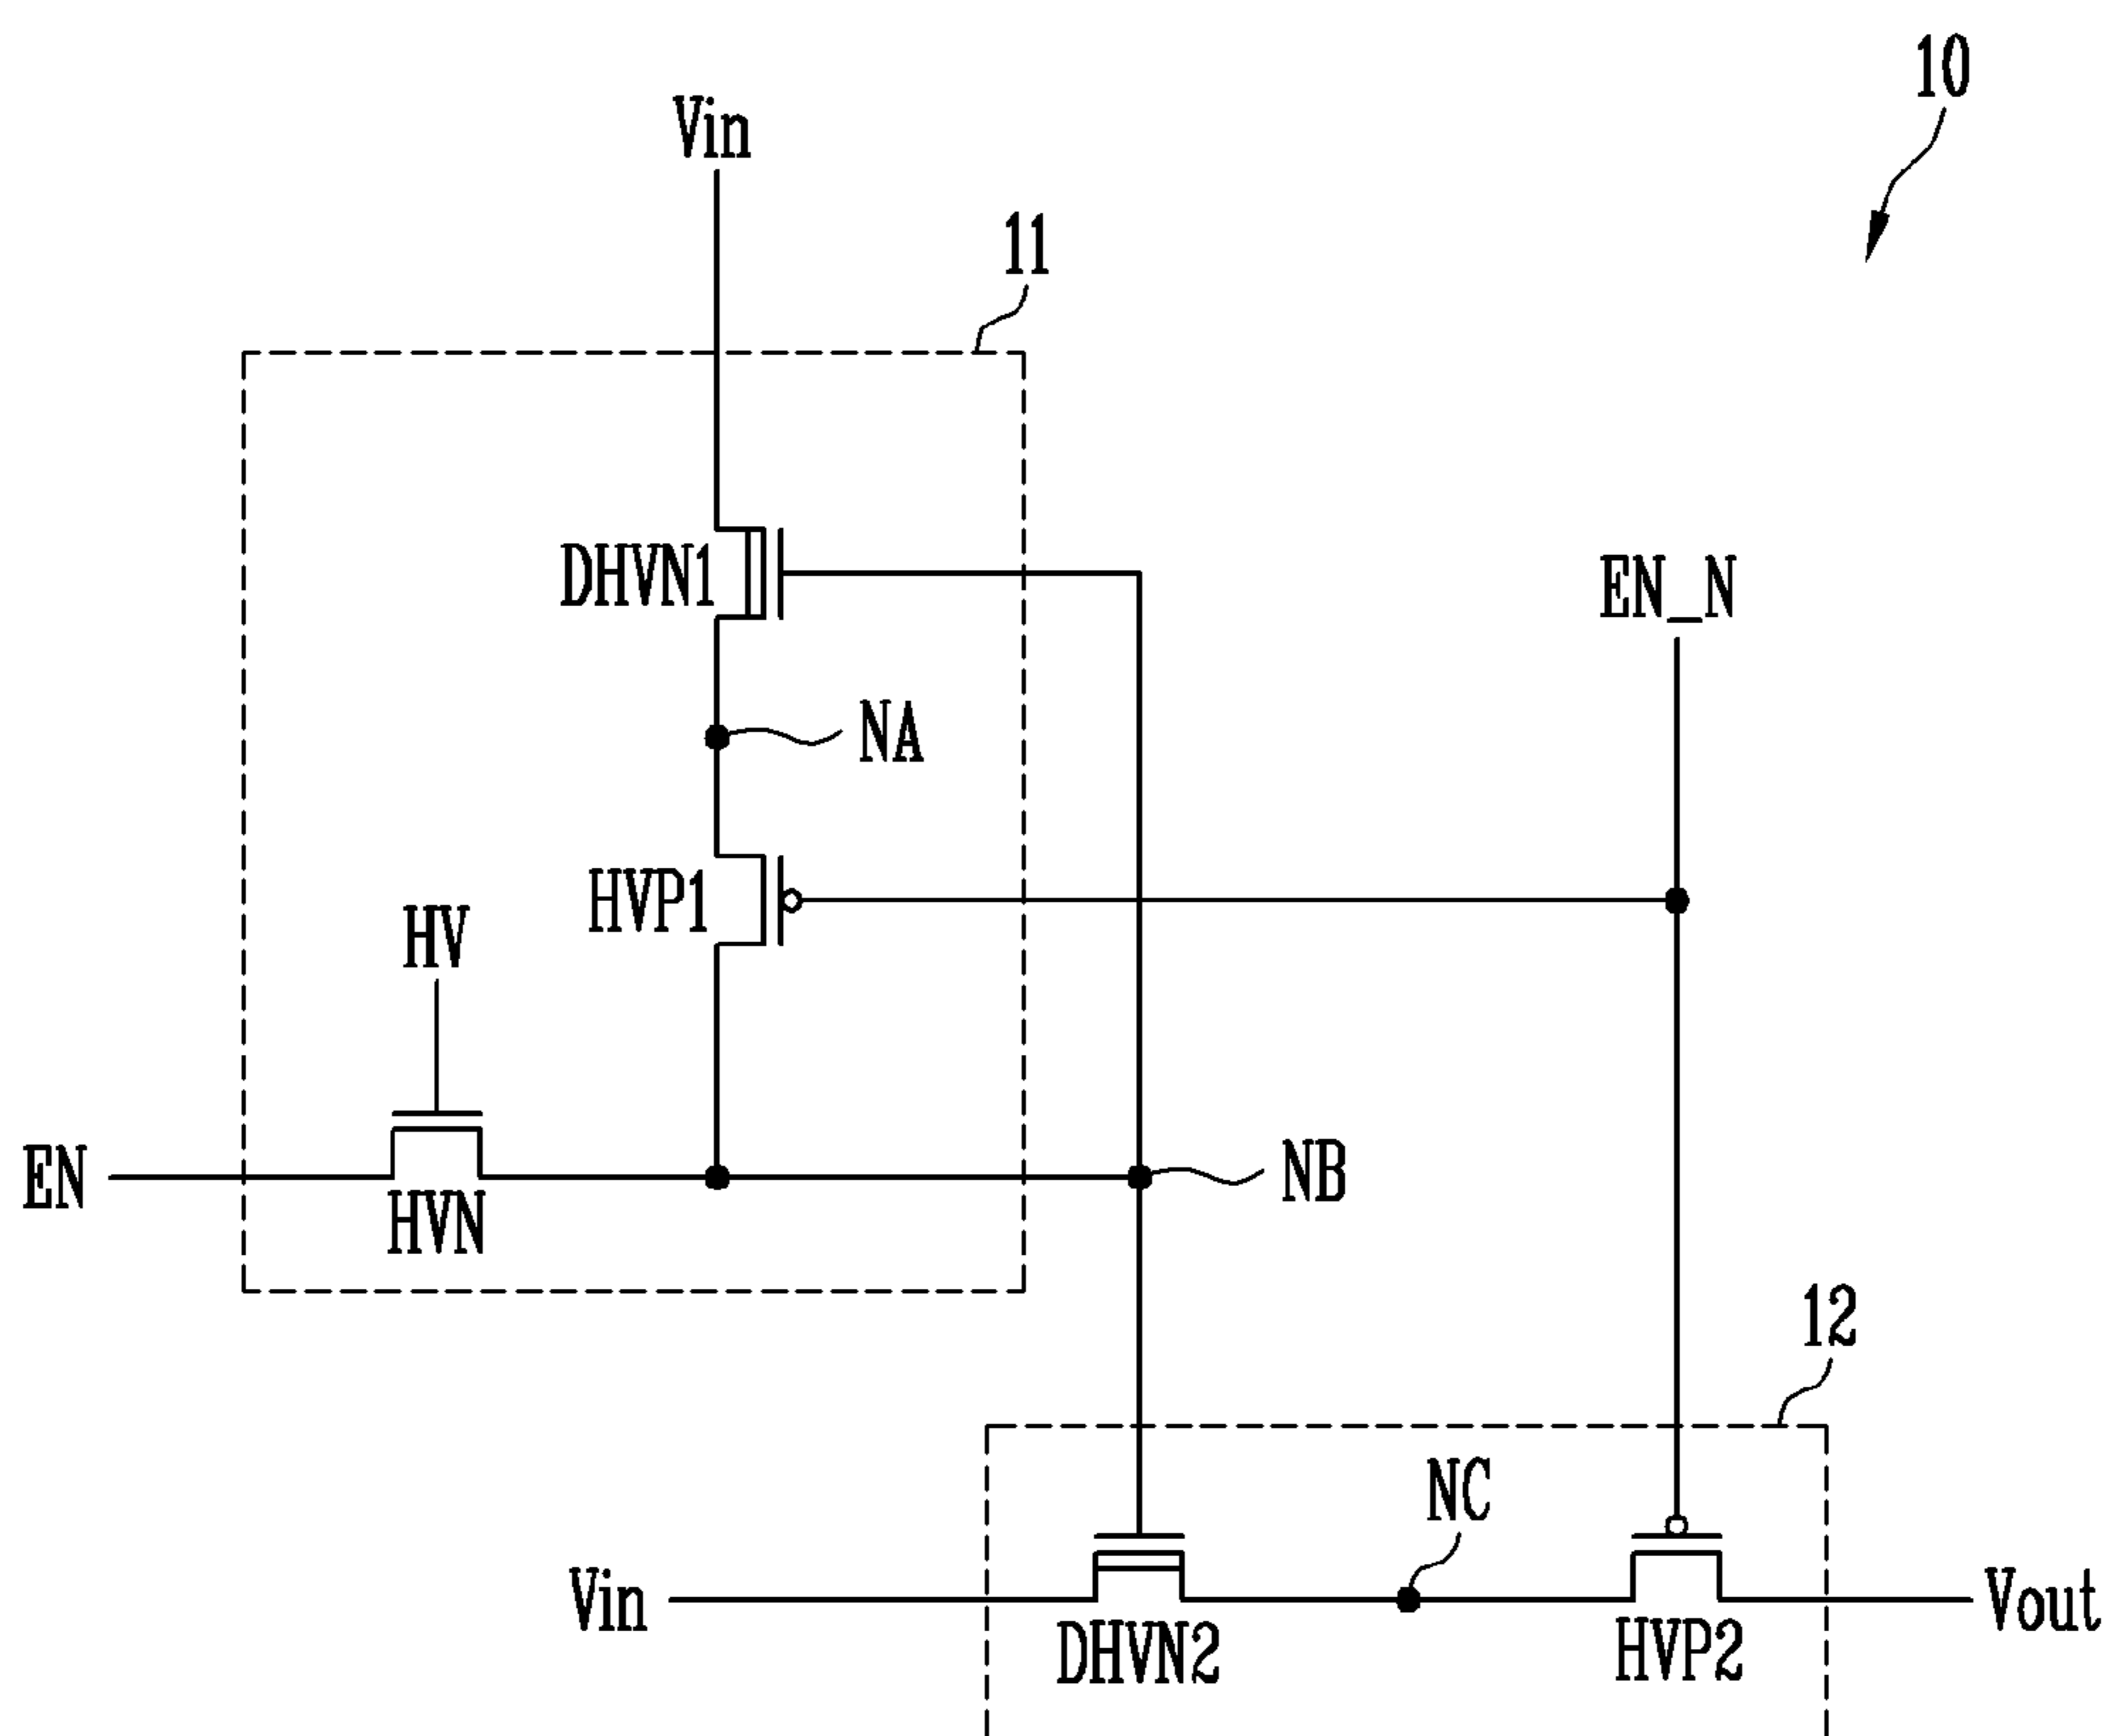 10
Vin
11
DHVN1
EN_N
NA
HVP1
HV
EN
HVN
NB
12
NC
Vin
DHVN2
HVP2
Vout